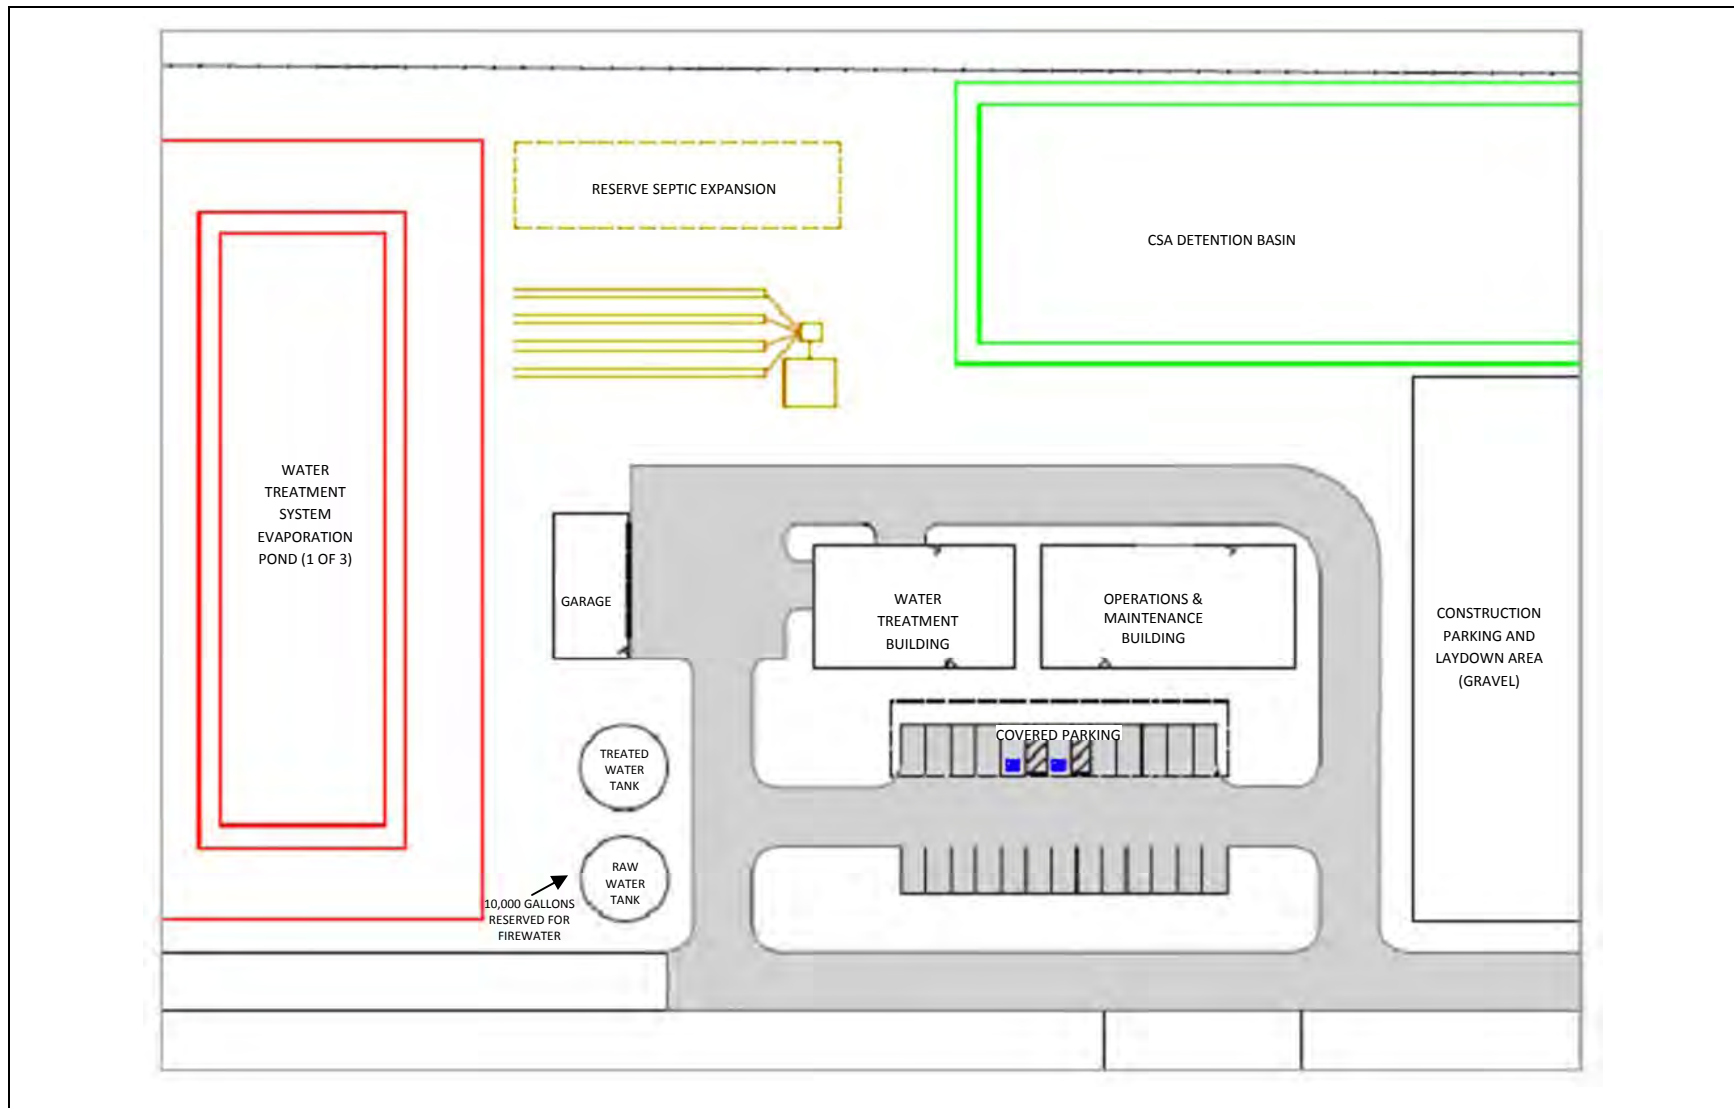 RESERVE SEPTIC EXPANSION
CSA DETENTION BASIN
WATER
TREATMENT
SYSTEM
EVAPORATION
POND (1 OF 3)
GARAGE
WATER
TREATMENT
BUILDING
OPERATIONS &
MAINTENANCE
BUILDING
CONSTRUCTION
PARKING AND
LAYDOWN AREA
(GRAVEL)
COVERED PARKING
TREATED
WATER
TANK
RAW
WATER
TANK
10,000 GALLONS
RESERVED FOR
FIREWATER